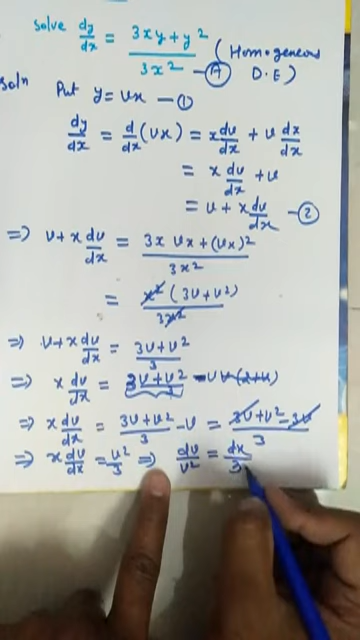 solve dy/dx = (3xy + y²)/3x² — (A) (Homogeneous D.E)
Soln Put y = vx — (1)
dy/dx = d/dx (vx) = x dv/dx + v dx/dx
= x dv/dx + v
= v + x dv/dx — (2)
=> v + x dv/dx = (3x vx + (vx)²)/3x²
= x² (3v + v²)/3x²
=> v + x dv/dx = (3v + v²)/3
=> x dv/dx = (3v + v²)/3 - v
=> x dv/dx = (3v + v²)/3 - v = (3v + v² - 3v)/3
=> x dv/dx = v²/3 => dv/v² = dx/3